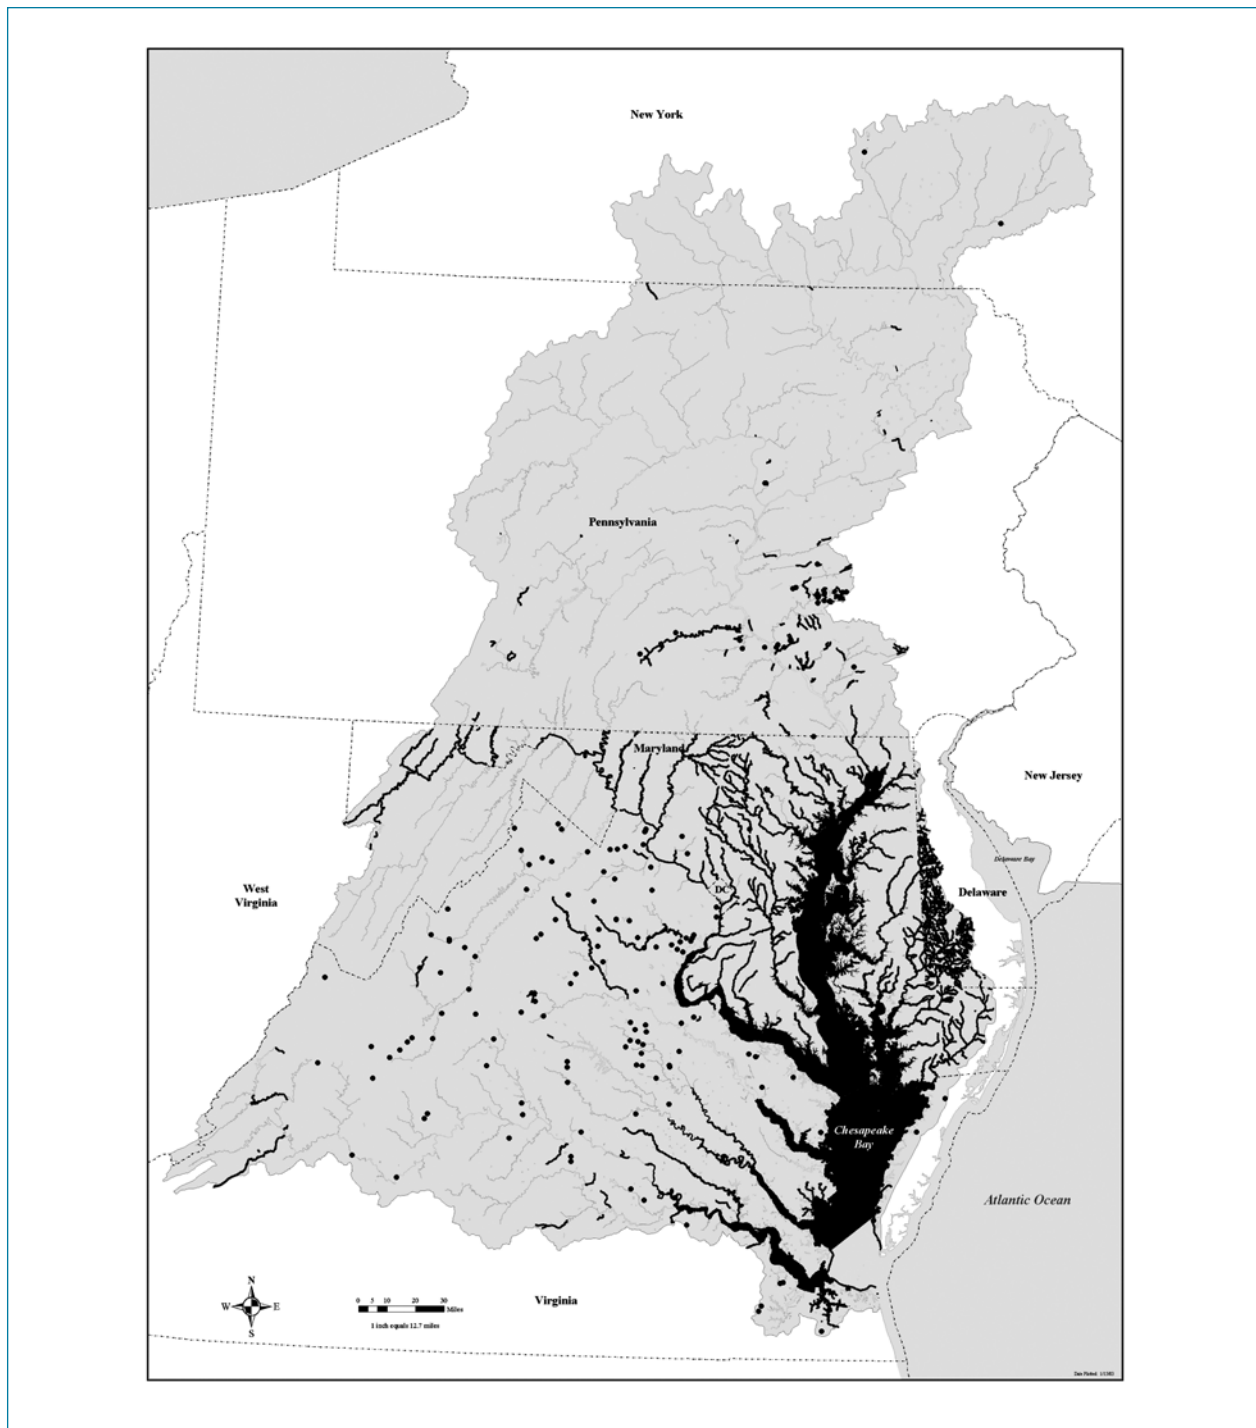 New York
Pennsylvania
Maryland
New Jersey
Delaware Bay
West
Virginia
DC
Delaware
Chesapeake
Bay
Atlantic Ocean
N
W
E
S
0 5 10 20 30
Miles
1 inch equals 12.7 miles
Virginia